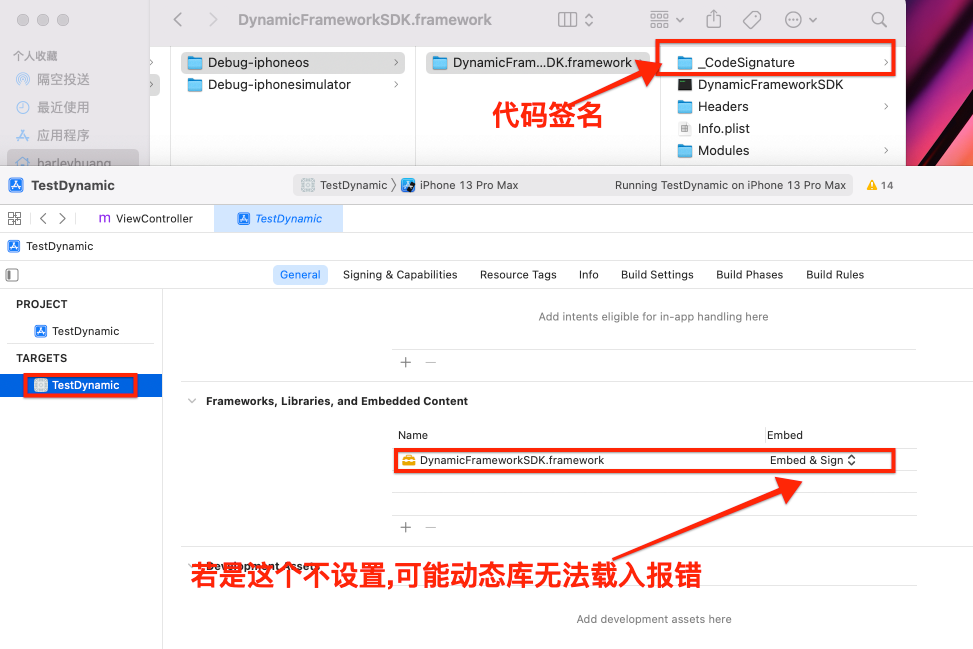 DynamicFrameworkSDK.framework
个人收藏
隔空投送
最近使用
应用程序
harleyhuang
Debug-iphoneos
Debug-iphonesimulator
DynamicFram...DK.framework
_CodeSignature
DynamicFrameworkSDK
Headers
Info.plist
Modules
代码签名
TestDynamic
TestDynamic
iPhone 13 Pro Max
Running TestDynamic on iPhone 13 Pro Max
14
m ViewController
TestDynamic
TestDynamic
General
Signing & Capabilities
Resource Tags
Info
Build Settings
Build Phases
Build Rules
PROJECT
TestDynamic
TARGETS
TestDynamic
Add intents eligible for in-app handling here
Frameworks, Libraries, and Embedded Content
Name
Embed
DynamicFrameworkSDK.framework
Embed & Sign
Development Assets
若是这个不设置,可能动态库无法载入报错
Add development assets here